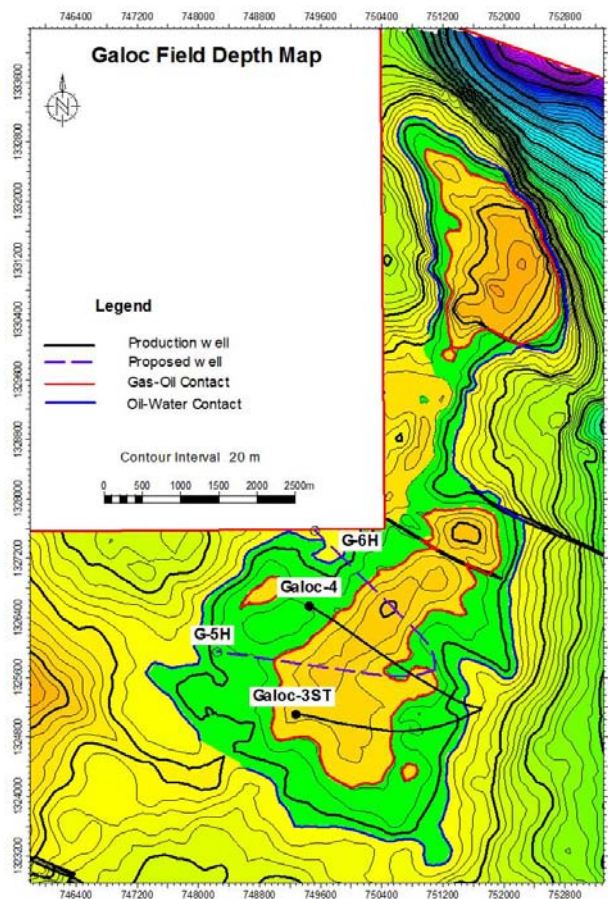 746400 747200 748000 748800 749600 750400 751200 752000 752800
Galoc Field Depth Map
N
Legend
Production well
Proposed well
Gas-Oil Contact
Oil-Water Contact
Contour Interval 20 m
0 500 1000 1500 2000 2500m
1333600
1332800
1332000
1331200
1330400
1329600
1328800
1328000
1327200
1326400
1325600
1324800
1324000
1323200
G-6H
Galoc-4
G-5H
Galoc-3ST
746400 747200 748000 748800 749600 750400 751200 752000 752800